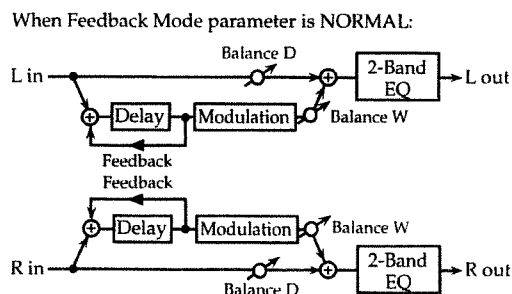 When Feedback Mode parameter is NORMAL:
Balance D
L in
2-Band
EQ
L out
Delay
Modulation
Balance W
Feedback
Feedback
Delay
Modulation
Balance W
R in
Balance D
2-Band
EQ
R out